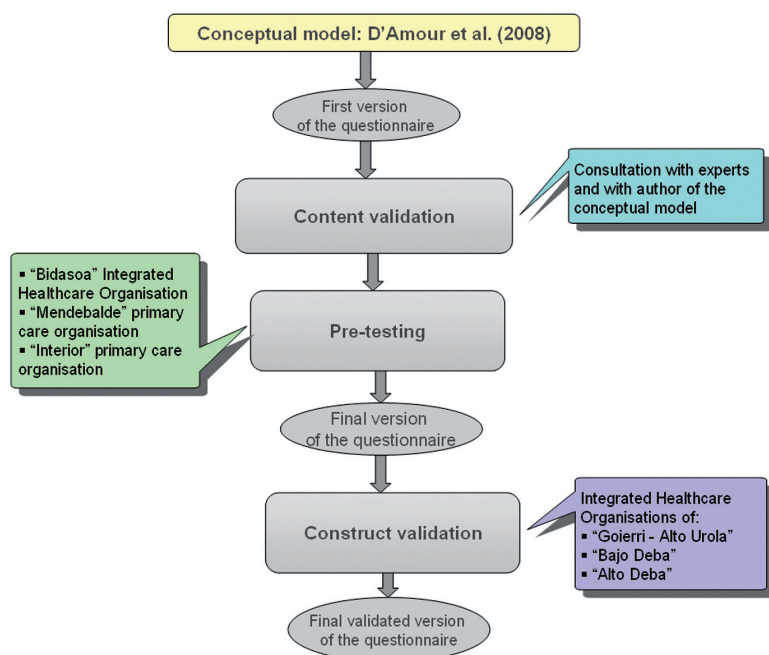 Conceptual model: D'Amour et al. (2008)
First version
of the questionnaire
Consultation with experts
and with author of the
conceptual model
Content validation
▪ “Bidasoa” Integrated
Healthcare Organisation
▪ “Mendebalde” primary
care organisation
▪ “Interior” primary care
organisation
Pre-testing
Final version
of the questionnaire
Integrated Healthcare
Organisations of:
▪ “Goierri - Alto Urola”
▪ “Bajo Deba”
▪ “Alto Deba”
Construct validation
Final validated version
of the questionnaire